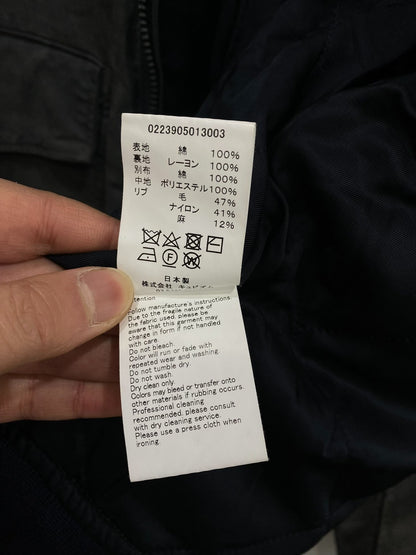 0223905013003
表地 綿 100%
裏地 レーヨン 100%
別布 綿 100%
中地 ポリエステル100%
リブ 毛 47%
ナイロン 41%
麻 12%
日本製
株式会社
Follow manufacture's instructions
Due to the fragile nature of
the fabric used, please be
aware that this garment may
change in form if not handled
with care.
Do not bleach.
Color will run or fade with
repeated wear and washing.
Do not tumble dry.
Do not wash.
Dry clean only.
Colors may bleed or transfer onto
other materials if rubbing occurs.
Professional cleaning
recommended, please consult
with dry cleaning service.
Please use a press cloth when
ironing.